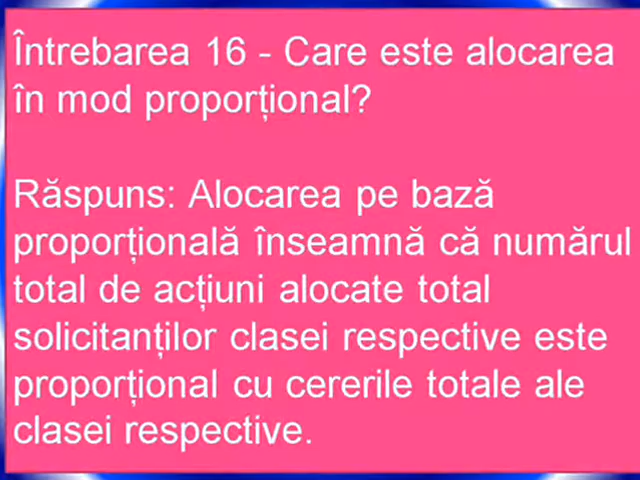 Întrebarea 16 - Care este alocarea
în mod proporțional?
Răspuns: Alocarea pe bază
proporțională înseamnă că numărul
total de acțiuni alocate total
solicitanților clasei respective este
proporțional cu cererile totale ale
clasei respective.